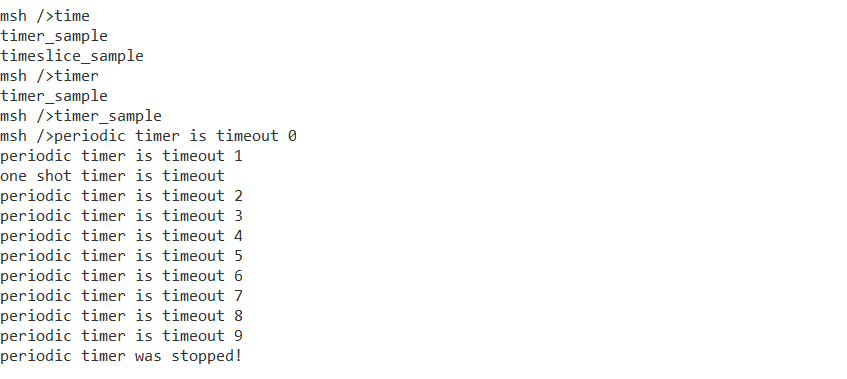 msh />time
timer_sample
timeslice_sample
msh />timer
timer_sample
msh />timer_sample
msh />periodic timer is timeout 0
periodic timer is timeout 1
one shot timer is timeout
periodic timer is timeout 2
periodic timer is timeout 3
periodic timer is timeout 4
periodic timer is timeout 5
periodic timer is timeout 6
periodic timer is timeout 7
periodic timer is timeout 8
periodic timer is timeout 9
periodic timer was stopped!